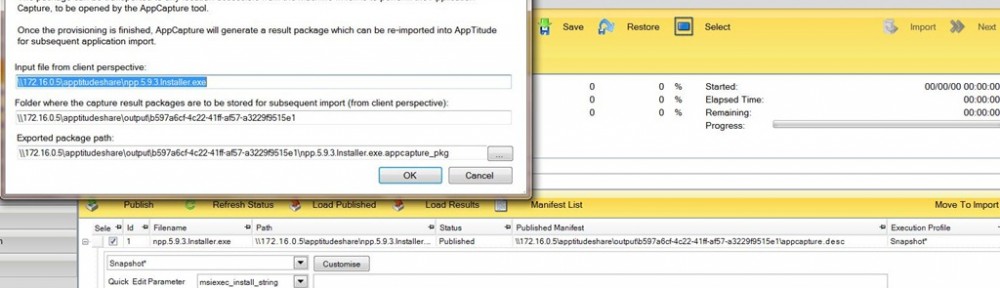 Capture, to be opened by the AppCapture tool.
Once the provisioning is finished, AppCapture will generate a result package which can be re-imported into AppTitude
for subsequent application import.
Input file from client perspective:
\\172.16.0.5\apptitudeshare\npp.5.9.3.Installer.exe
Folder where the capture result packages are to be stored for subsequent import (from client perspective):
\\172.16.0.5\apptitudeshare\output\b597a6cf-4c22-41ff-af57-a3229f9515e1
Exported package path:
\\172.16.0.5\apptitudeshare\output\b597a6cf-4c22-41ff-af57-a3229f9515e1\npp.5.9.3.Installer.exe.appcapture_pkg ...
OK Cancel
Save Restore Select Import Next
0 0 % Started: 00/00/00 00:00:00
0 0 % Elapsed Time: 00:00:00
0 0 % Remaining: 00:00:00
Progress:
Publish Refresh Status Load Published Load Results Manifest List Move To Import
Sele Id Filename Path Status Published Manifest Execution Profile
1 npp.5.9.3.Installer.exe \\172.16.0.5\apptitudeshare\npp.5.9.3.Installer... Published \\172.16.0.5\apptitudeshare\output\b597a6cf-4c22-41ff-af57-a3229f9515e1\appcapture.desc Snapshot*
Snapshot* Customise
Quick Edit Parameter msiexec_install_string